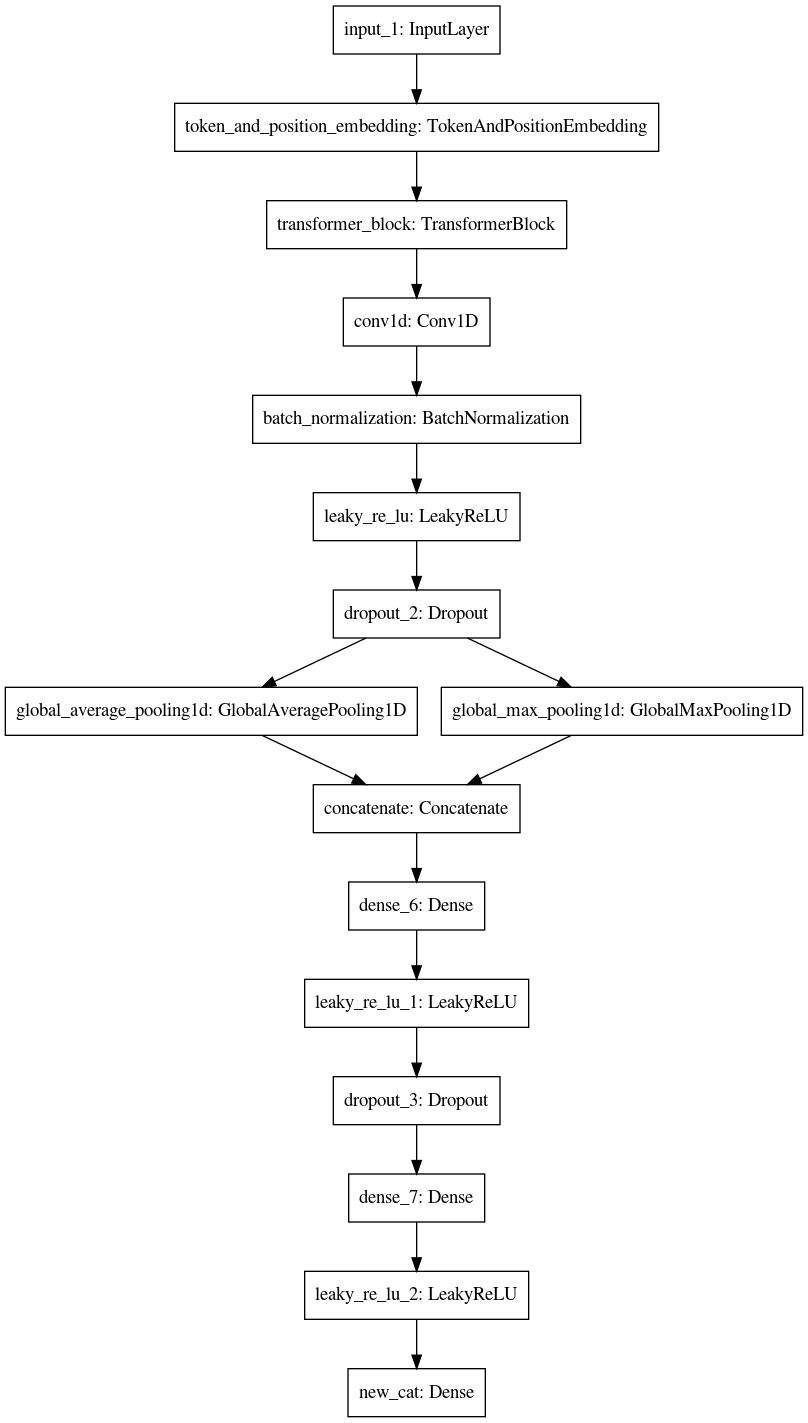 input_1: InputLayer
token_and_position_embedding: TokenAndPositionEmbedding
transformer_block: TransformerBlock
conv1d: Conv1D
batch_normalization: BatchNormalization
leaky_re_lu: LeakyReLU
dropout_2: Dropout
global_average_pooling1d: GlobalAveragePooling1D
global_max_pooling1d: GlobalMaxPooling1D
concatenate: Concatenate
dense_6: Dense
leaky_re_lu_1: LeakyReLU
dropout_3: Dropout
dense_7: Dense
leaky_re_lu_2: LeakyReLU
new_cat: Dense